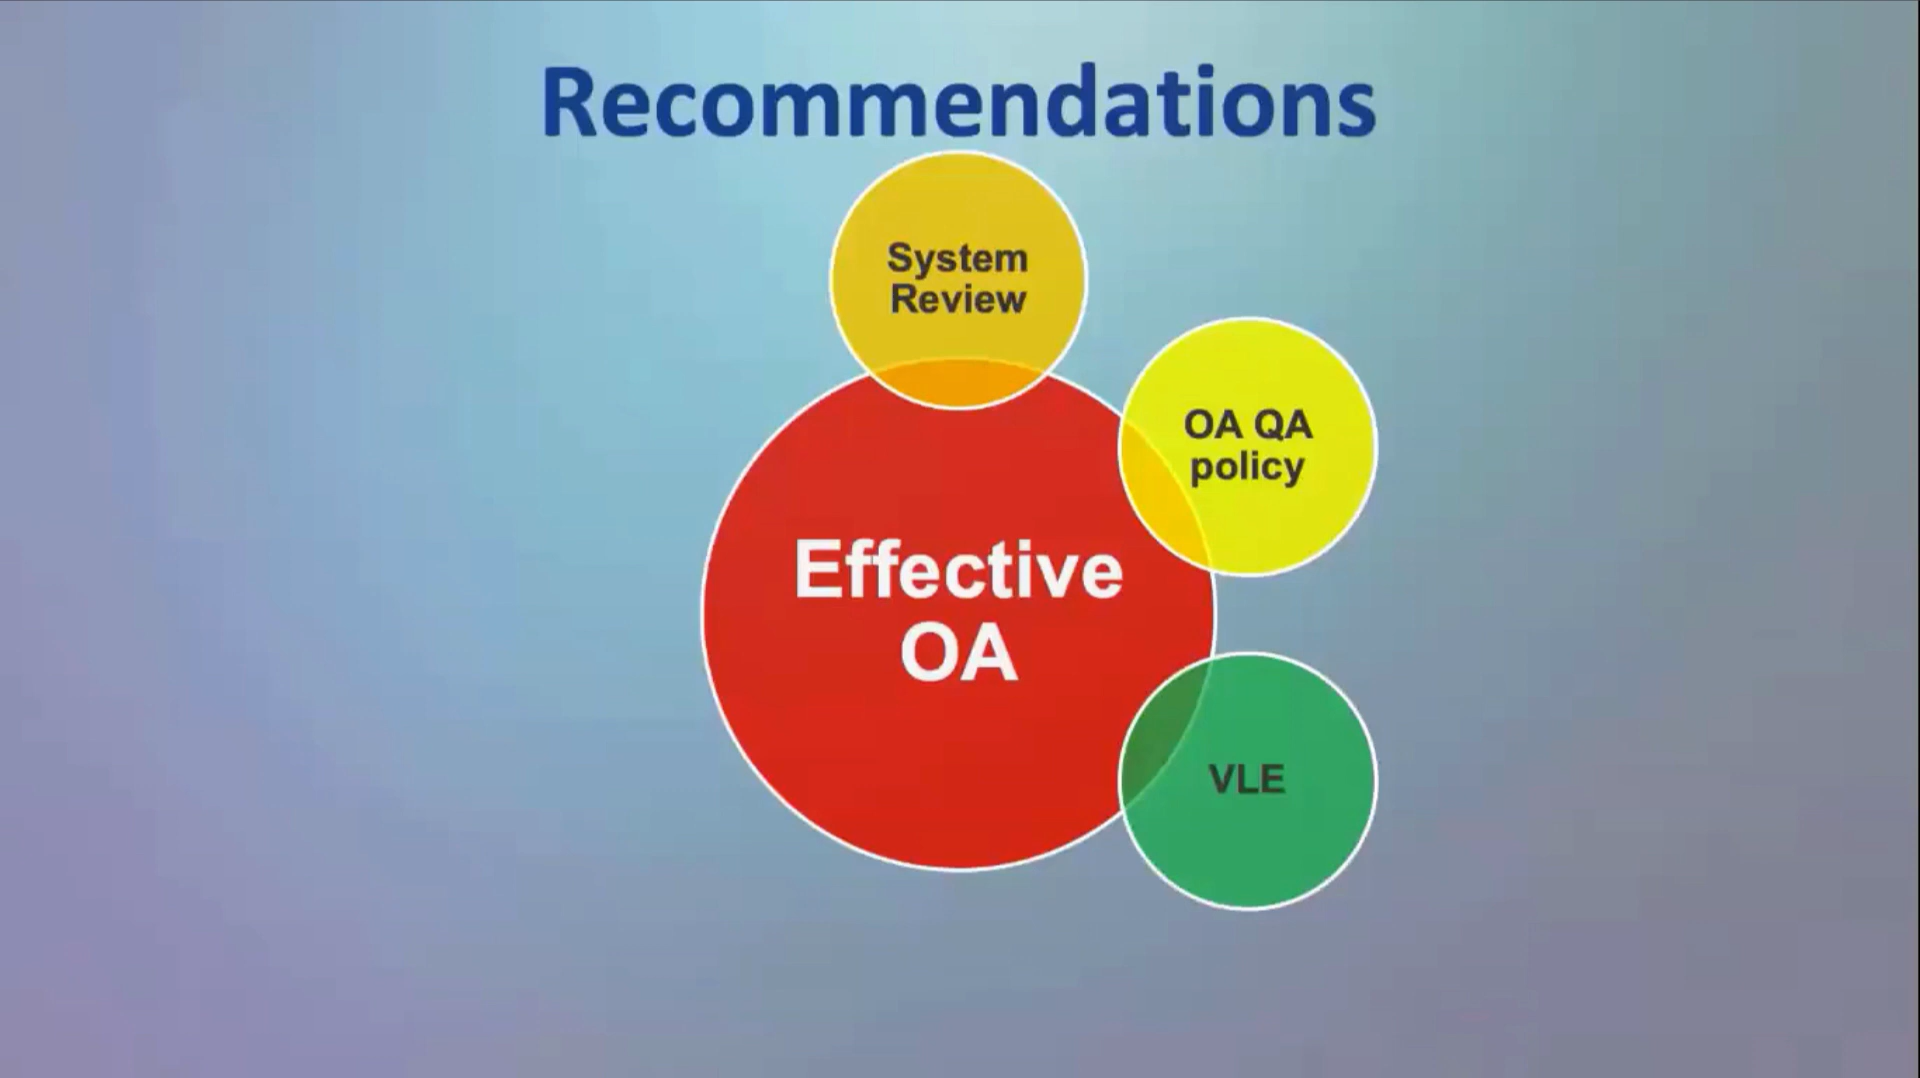 Recommendations
System
Review
OA QA
policy
Effective
OA
VLE